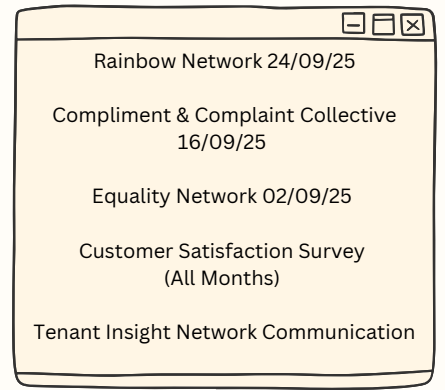 Rainbow Network 24/09/25
Compliment & Complaint Collective
16/09/25
Equality Network 02/09/25
Customer Satisfaction Survey
(All Months)
Tenant Insight Network Communication